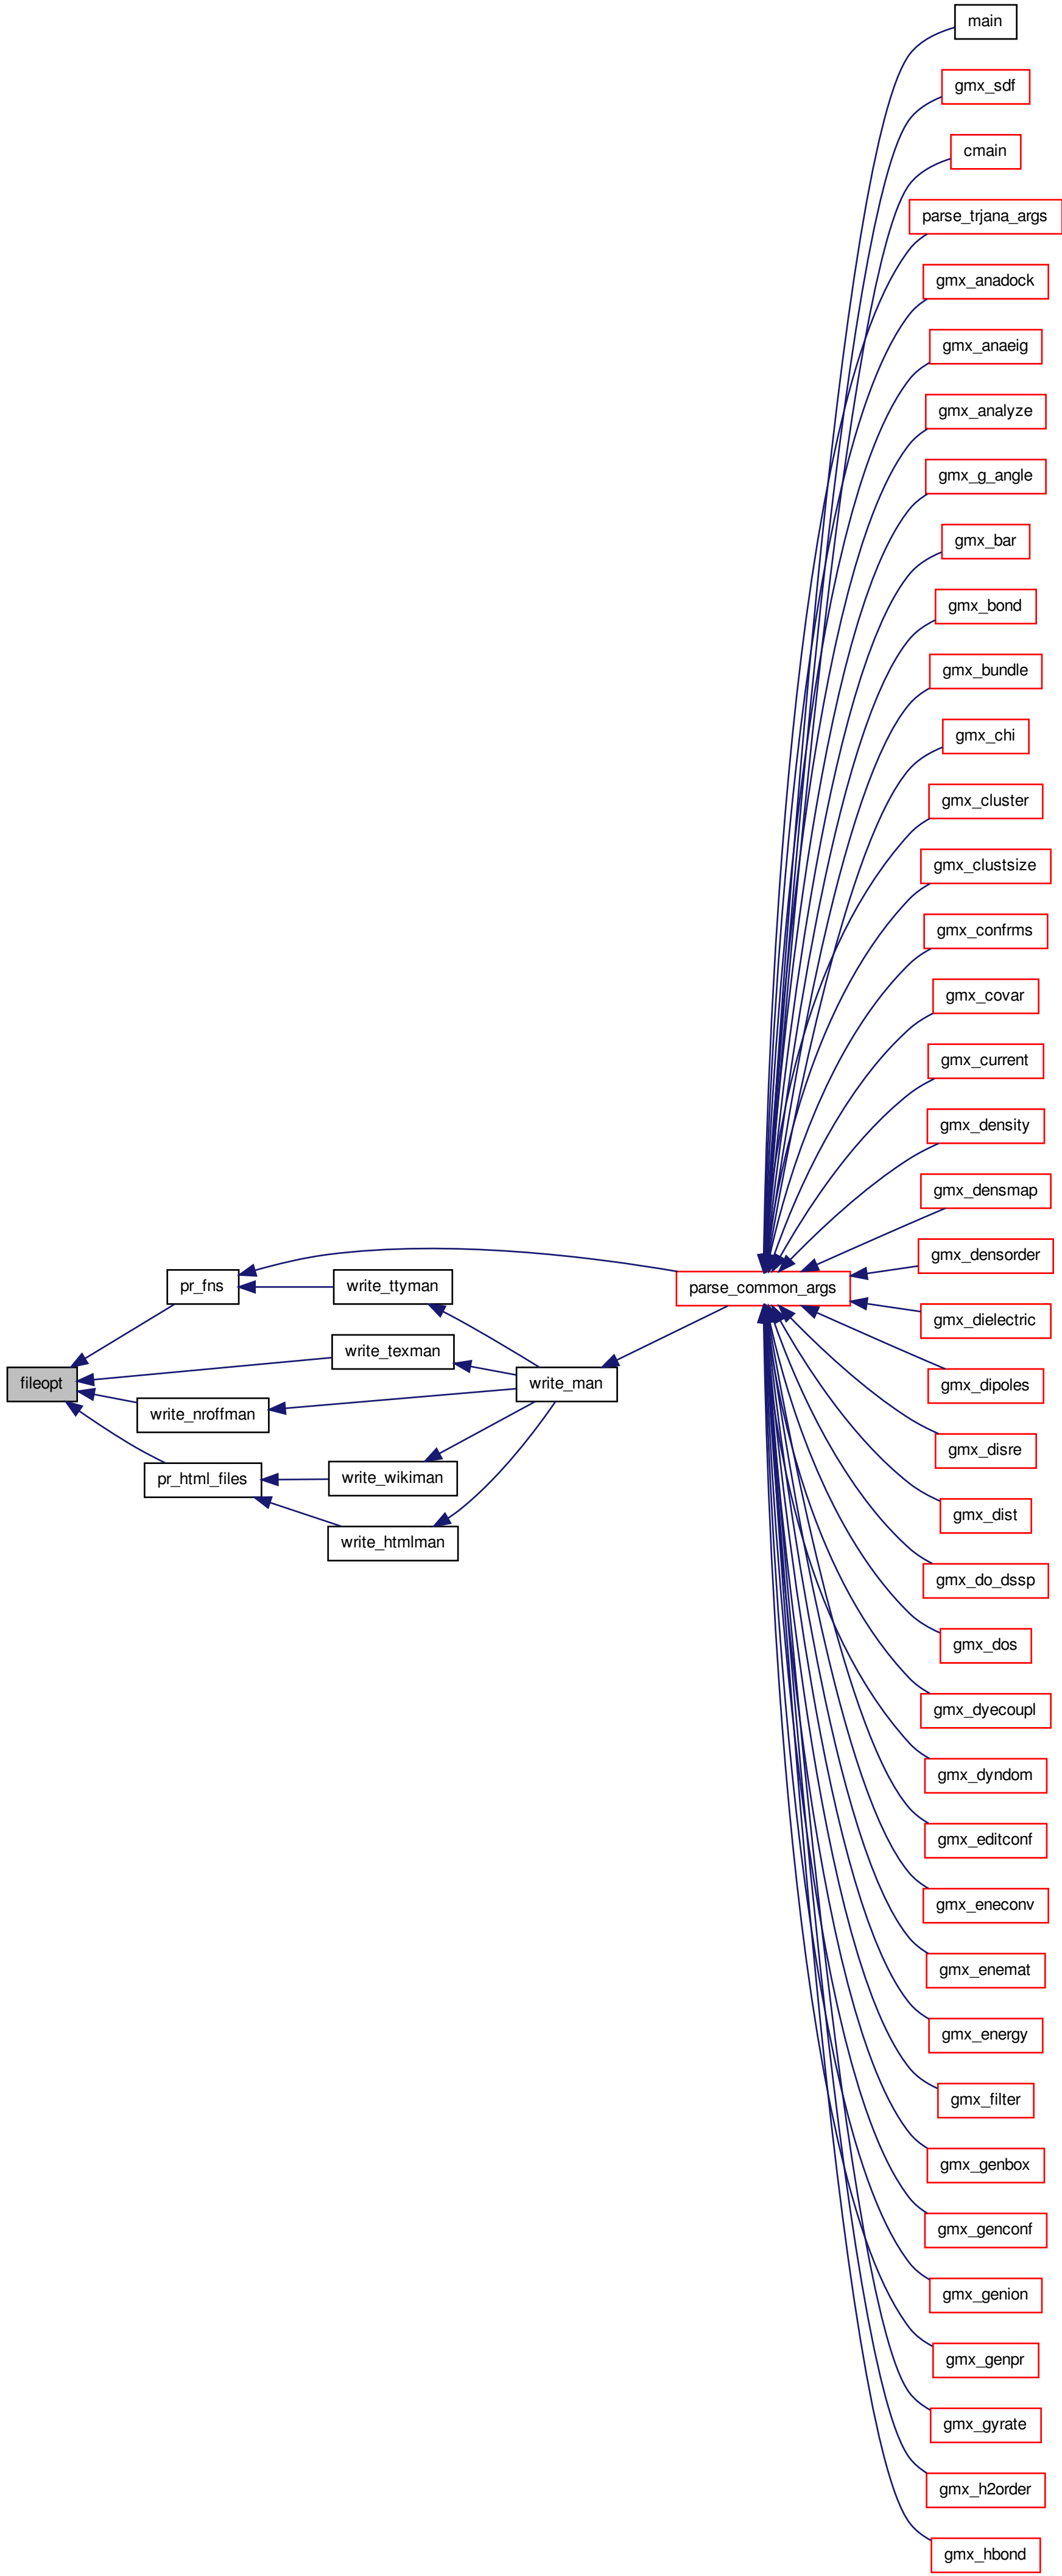 main
gmx_sdf
cmain
parse_trjana_args
gmx_anadock
gmx_anaeig
gmx_analyze
gmx_g_angle
gmx_bar
gmx_bond
gmx_bundle
gmx_chi
gmx_cluster
gmx_clustsize
gmx_confrms
gmx_covar
gmx_current
gmx_density
gmx_densmap
gmx_densorder
pr_fns
write_ttyman
parse_common_args
gmx_dielectric
write_texman
fileopt
write_man
gmx_dipoles
write_nroffman
gmx_disre
pr_html_files
write_wikiman
gmx_dist
write_htmlman
gmx_do_dssp
gmx_dos
gmx_dyecoupl
gmx_dyndom
gmx_editconf
gmx_eneconv
gmx_enemat
gmx_energy
gmx_filter
gmx_genbox
gmx_genconf
gmx_genion
gmx_genpr
gmx_gyrate
gmx_h2order
gmx_hbond